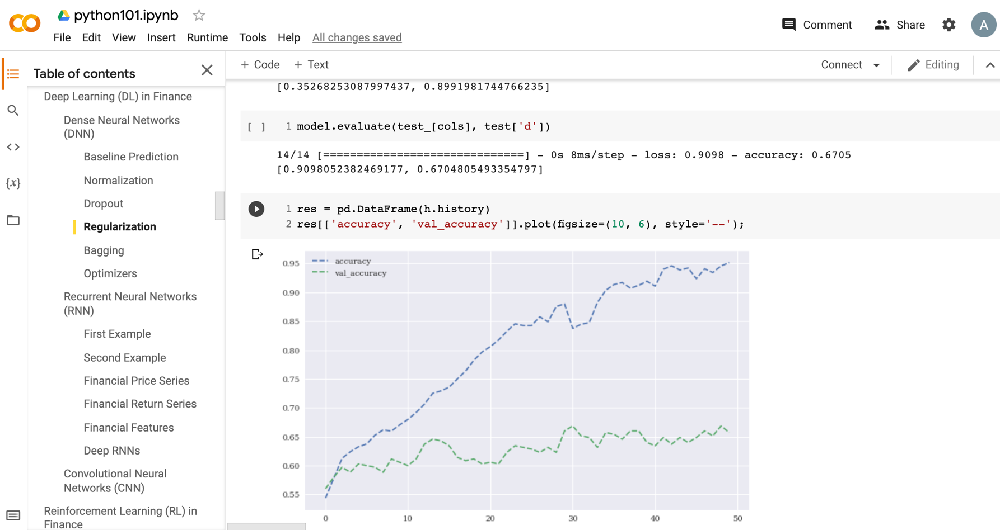 python101.ipynb
File Edit View Insert Runtime Tools Help All changes saved
Comment Share A
Table of contents
Deep Learning (DL) in Finance
Dense Neural Networks
(DNN)
Baseline Prediction
Normalization
Dropout
Regularization
Bagging
Optimizers
Recurrent Neural Networks
(RNN)
First Example
Second Example
Financial Price Series
Financial Return Series
Financial Features
Deep RNNs
Convolutional Neural
Networks (CNN)
Reinforcement Learning (RL) in
Finance
+ Code + Text
Connect Editing
[0.35268253087997437, 0.8991981744766235]
[ ] 1 model.evaluate(test_[cols], test['d'])
14/14 [==============================] - 0s 8ms/step - loss: 0.9098 - accuracy: 0.6705
[0.9098052382469177, 0.6704805493354797]
1 res = pd.DataFrame(h.history)
2 res[['accuracy', 'val_accuracy']].plot(figsize=(10, 6), style='--');
accuracy
val_accuracy
0.95
0.90
0.85
0.80
0.75
0.70
0.65
0.60
0.55
0 10 20 30 40 50